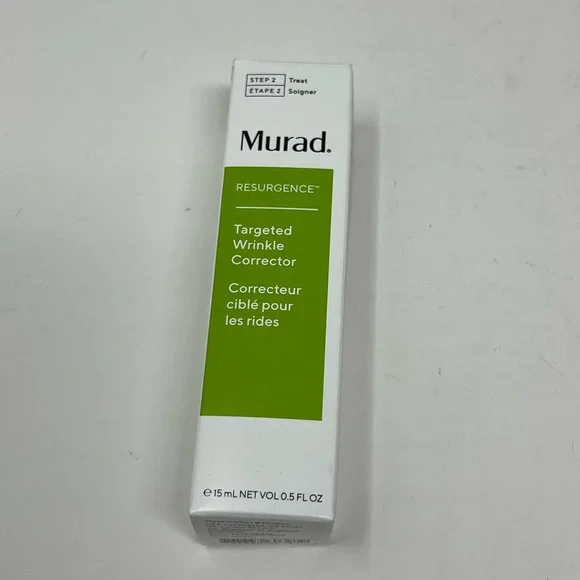 STEP 2 Treat
ÉTAPE 2 Soigner
Murad.
RESURGENCE™
Targeted
Wrinkle
Corrector
Correcteur
ciblé pour
les rides
℮ 15 mL NET VOL 0.5 FL OZ